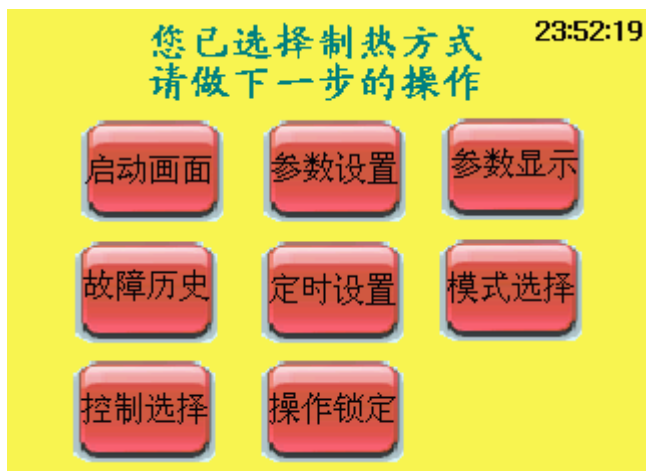 您已选择制热方式
23:52:19
请做下一步的操作
启动画面
参数设置
参数显示
故障历史
定时设置
模式选择
控制选择
操作锁定